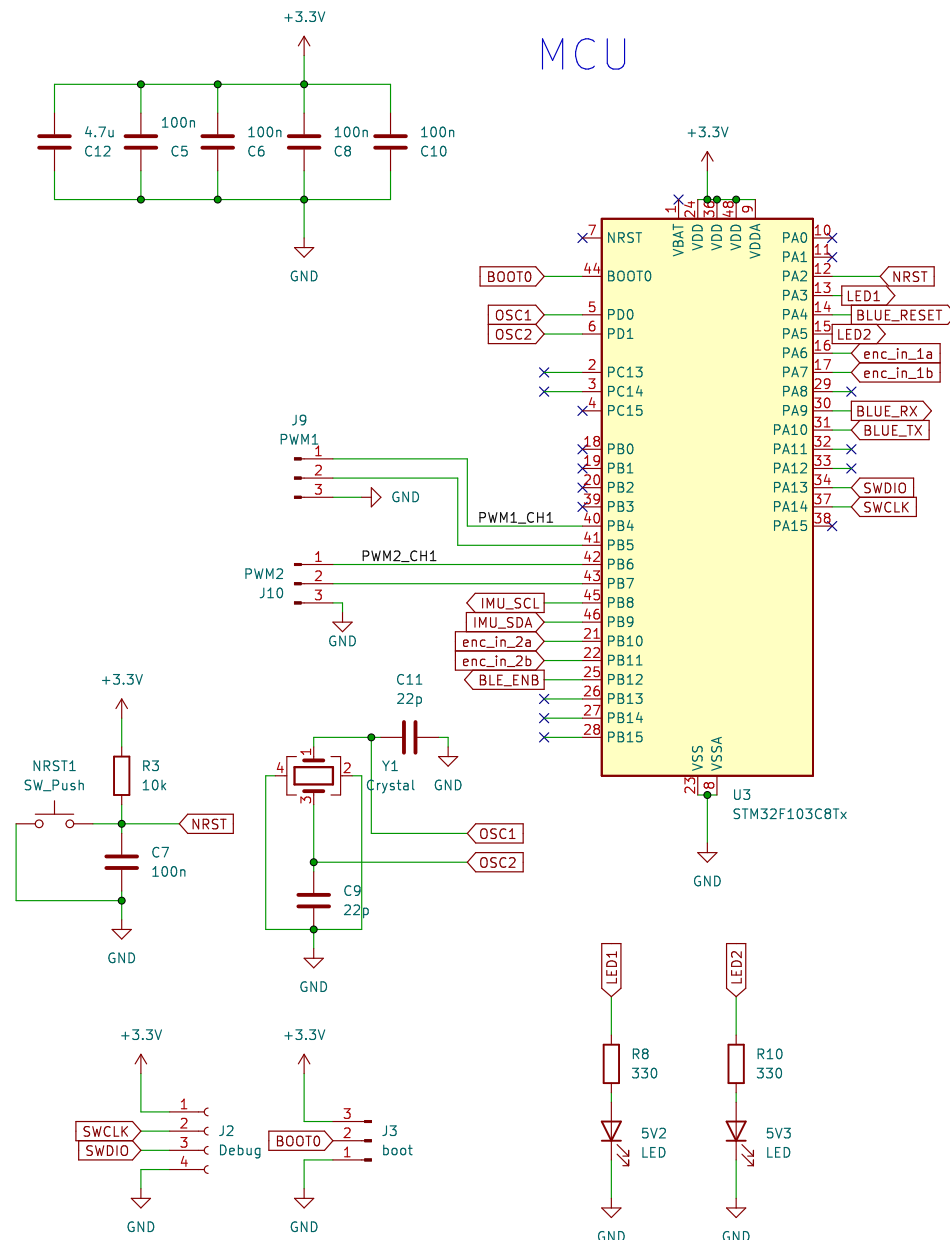 +3.3V
MCU
4.7u
C12
100n
C5
100n
C6
100n
C8
100n
C10
GND
+3.3V
1
24
36
48
9
VBAT
VDD
VDD
VDD
VDDA
7
NRST
BOOT0
44
BOOT0
OSC1
5
PD0
OSC2
6
PD1
2
PC13
3
PC14
4
PC15
18
PB0
19
PB1
20
PB2
39
PB3
40
PB4
41
PB5
42
PB6
43
PB7
IMU_SCL
45
PB8
IMU_SDA
46
PB9
enc_in_2a
21
PB10
enc_in_2b
22
PB11
BLE_ENB
25
PB12
26
PB13
27
PB14
28
PB15
PA0
10
PA1
11
PA2
12
NRST
PA3
13
LED1
PA4
14
BLUE_RESET
PA5
15
LED2
PA6
16
enc_in_1a
PA7
17
enc_in_1b
PA8
29
PA9
30
BLUE_RX
PA10
31
BLUE_TX
PA11
32
PA12
33
PA13
34
SWDIO
PA14
37
SWCLK
PA15
38
VSS
VSSA
23
8
U3
STM32F103C8Tx
GND
J9
PWM1
1
2
3
GND
PWM1_CH1
PWM2_CH1
PWM2
J10
1
2
3
GND
+3.3V
NRST1
SW_Push
R3
10k
NRST
C7
100n
GND
C11
22p
GND
Y1
Crystal
1
4
2
3
OSC1
OSC2
C9
22p
GND
+3.3V
1
SWCLK
2
SWDIO
3
4
J2
Debug
GND
+3.3V
3
BOOT0
2
1
J3
boot
GND
LED1
R8
330
5V2
LED
GND
LED2
R10
330
5V3
LED
GND